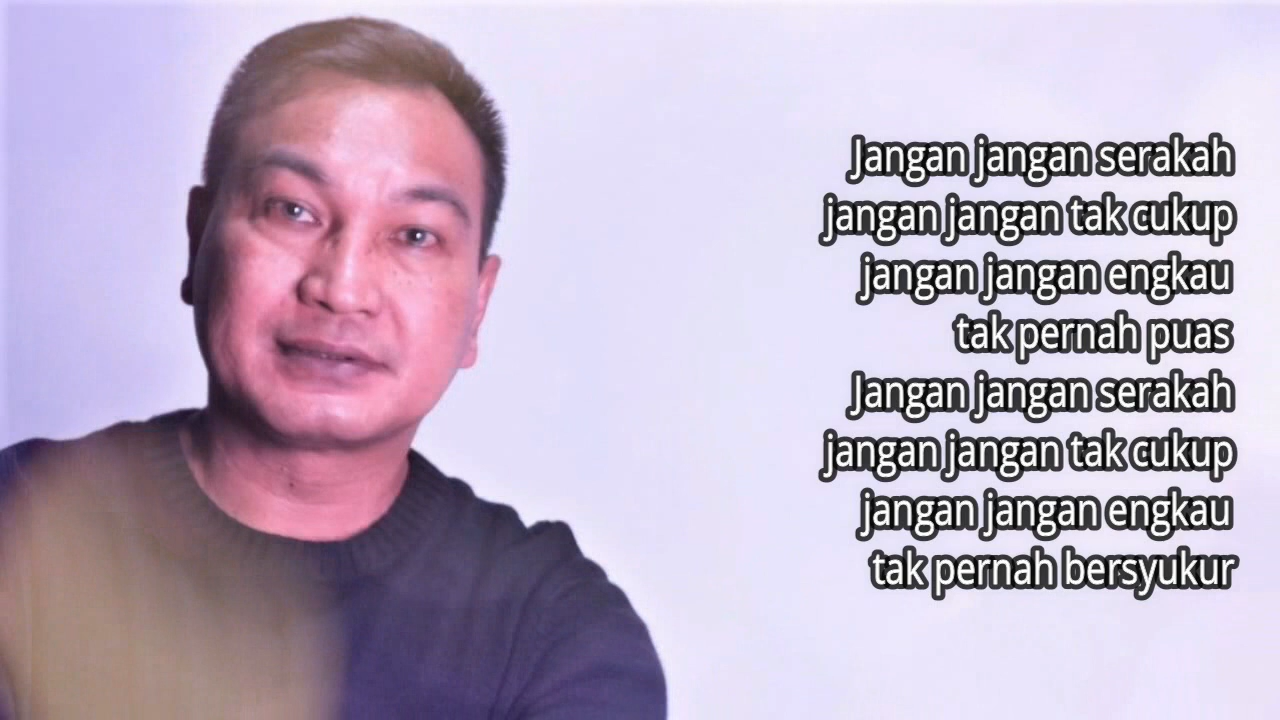 Jangan jangan serakah
jangan jangan tak cukup
jangan jangan engkau
tak pernah puas
Jangan jangan serakah
jangan jangan tak cukup
jangan jangan engkau
tak pernah bersyukur